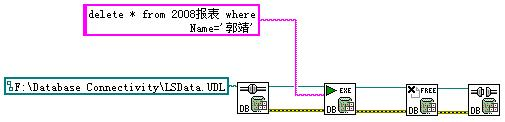 delete * from 2008报表 where
Name='郭靖'
F:\Database Connectivity\LSData.UDL
EXE
FREE
DB
DB
DB
DB